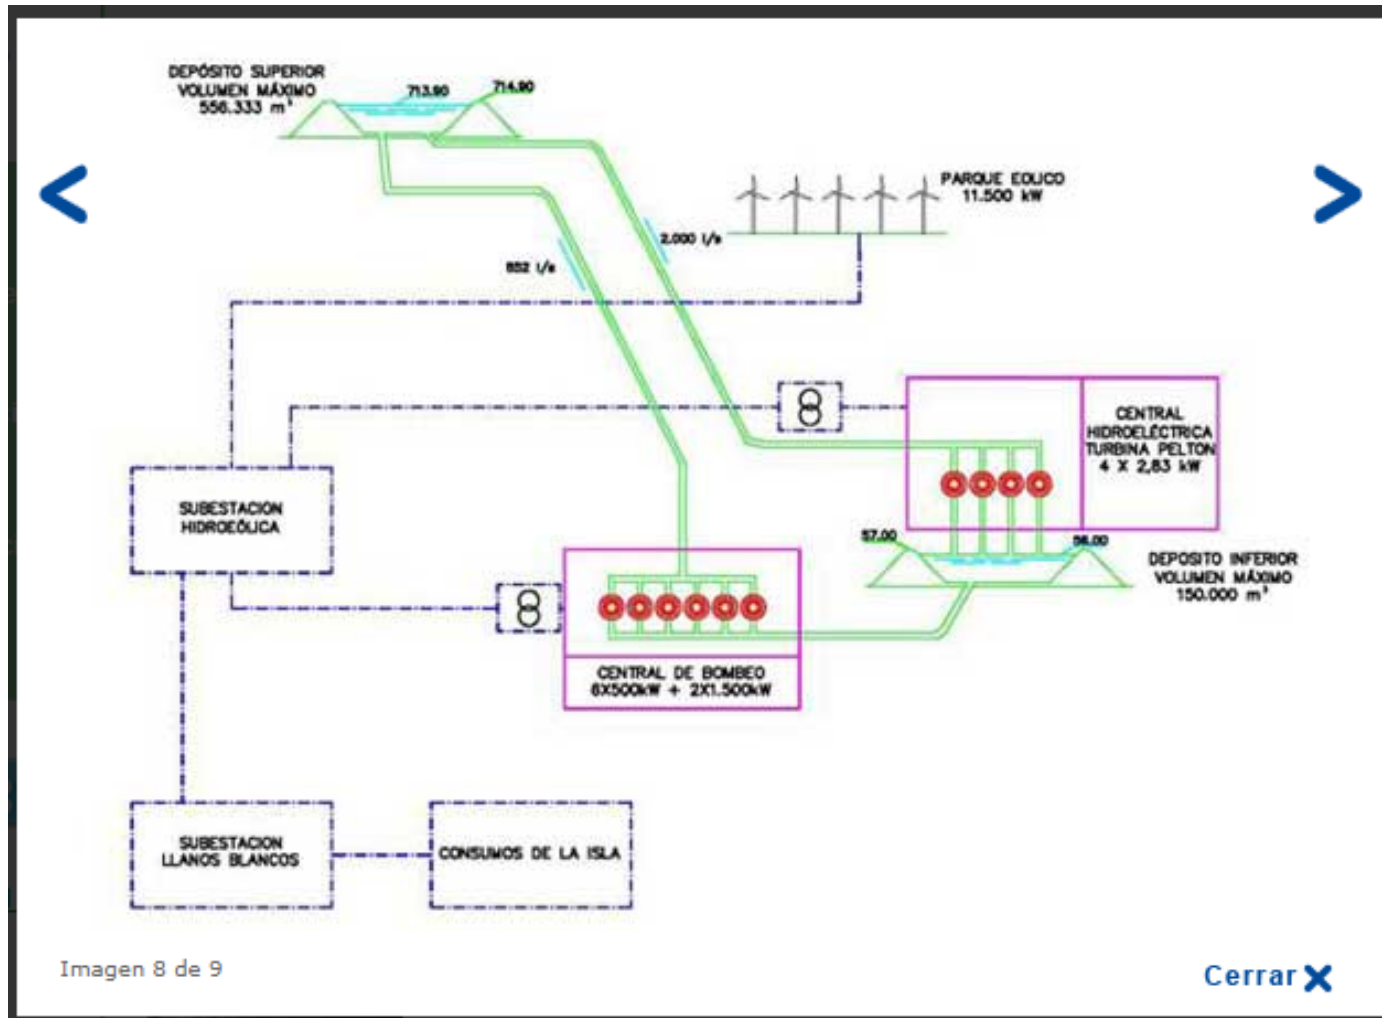 DEPÓSITO SUPERIOR
VOLUMEN MÁXIMO
556.333 m³
713.90
714.90
PARQUE EOLICO
11.500 kW
2,000 l/s
652 l/s
CENTRAL
HIDROELÉCTRICA
TURBINA PELTON
4 X 2,83 kW
SUBESTACION
HIDROEÓLICA
57.00
56.00
DEPOSITO INFERIOR
VOLUMEN MÁXIMO
150.000 m³
CENTRAL DE BOMBEO
6X500kW + 2X1.500kW
SUBESTACION
LLANOS BLANCOS
CONSUMOS DE LA ISLA
Imagen 8 de 9
Cerrar